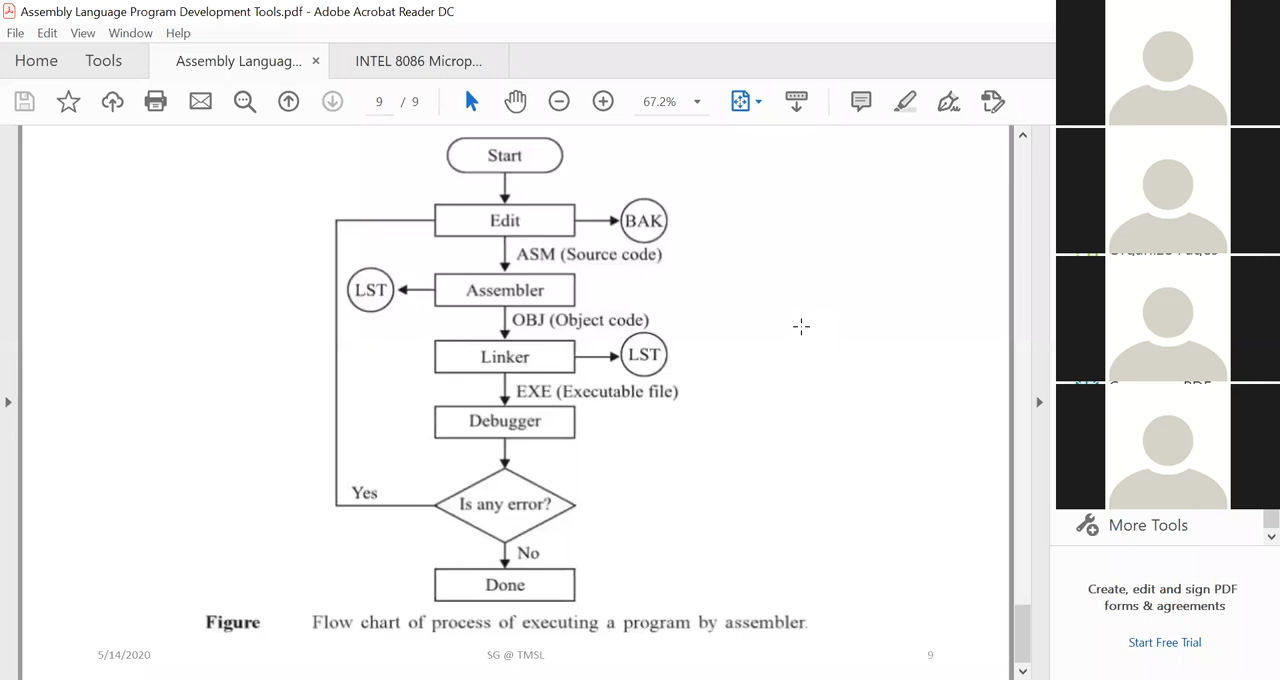 Assembly Language Program Development Tools.pdf - Adobe Acrobat Reader DC
File Edit View Window Help
Home Tools Assembly Languag... × INTEL 8086 Microp...
9 / 9 67.2%
Start
Edit BAK
ASM (Source code)
LST Assembler
OBJ (Object code)
Linker LST
EXE (Executable file)
Debugger
Yes Is any error?
No
Done
Figure Flow chart of process of executing a program by assembler.
5/14/2020 SG @ TMSL 9
More Tools
Create, edit and sign PDF
forms & agreements
Start Free Trial